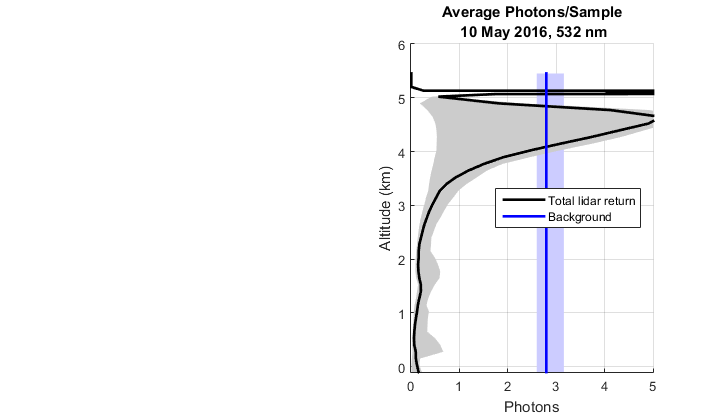 Average Photons/Sample
10 May 2016, 532 nm
6
5
4
3
2
1
0
Altitude (km)
Total lidar return
Background
0 1 2 3 4 5
Photons